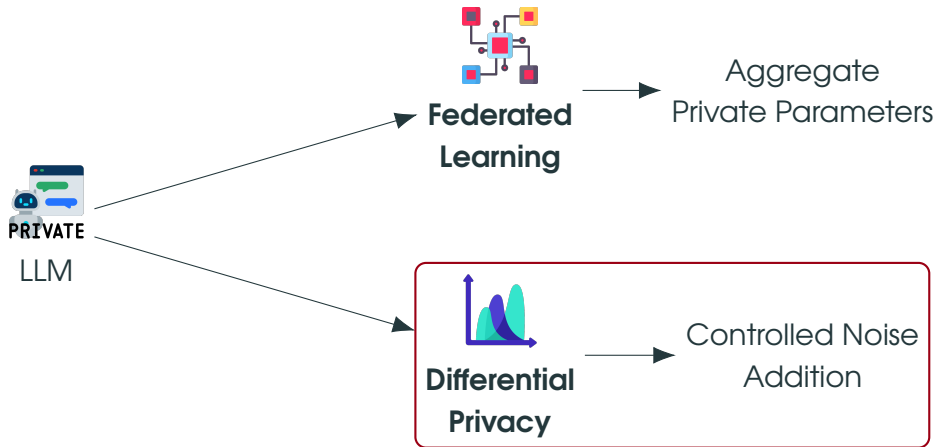 Federated
Learning
Aggregate
Private Parameters
PRIVATE
LLM
Differential
Privacy
Controlled Noise
Addition